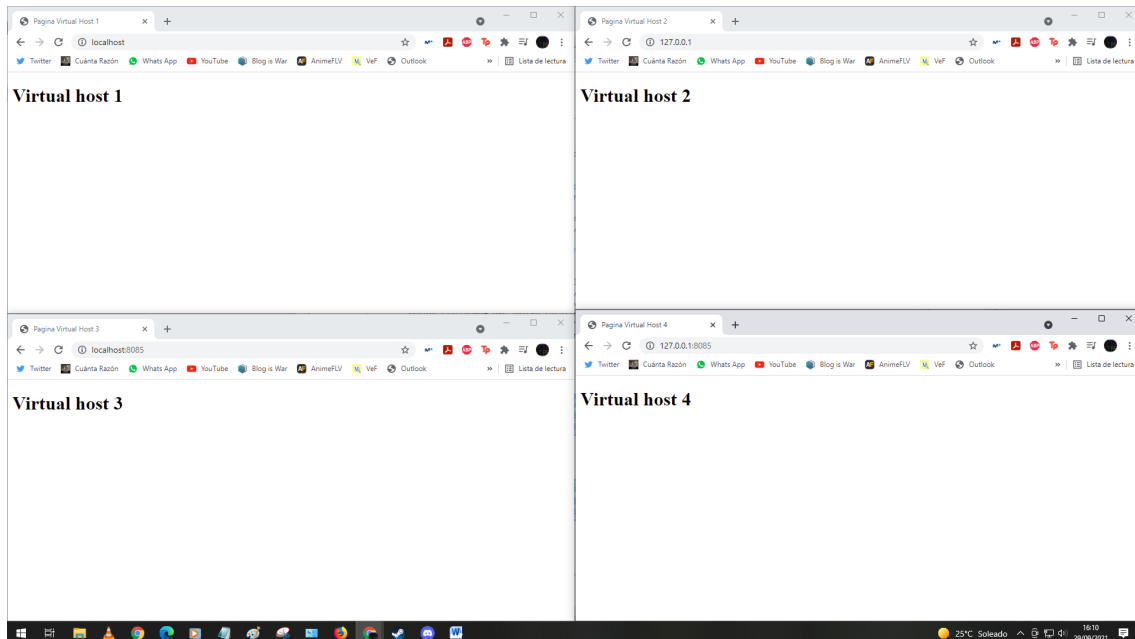 Pagina Virtual Host 1
localhost
Twitter Cuánta Razón Whats App YouTube Blog is War AnimeFLV VeF Outlook » Lista de lectura
Virtual host 1
Pagina Virtual Host 2
127.0.0.1
Twitter Cuánta Razón Whats App YouTube Blog is War AnimeFLV VeF Outlook » Lista de lectura
Virtual host 2
Pagina Virtual Host 3
localhost:8085
Twitter Cuánta Razón Whats App YouTube Blog is War AnimeFLV VeF Outlook » Lista de lectura
Virtual host 3
Pagina Virtual Host 4
127.0.0.1:8085
Twitter Cuánta Razón Whats App YouTube Blog is War AnimeFLV VeF Outlook » Lista de lectura
Virtual host 4
25°C Soleado
16:10
29/09/2021